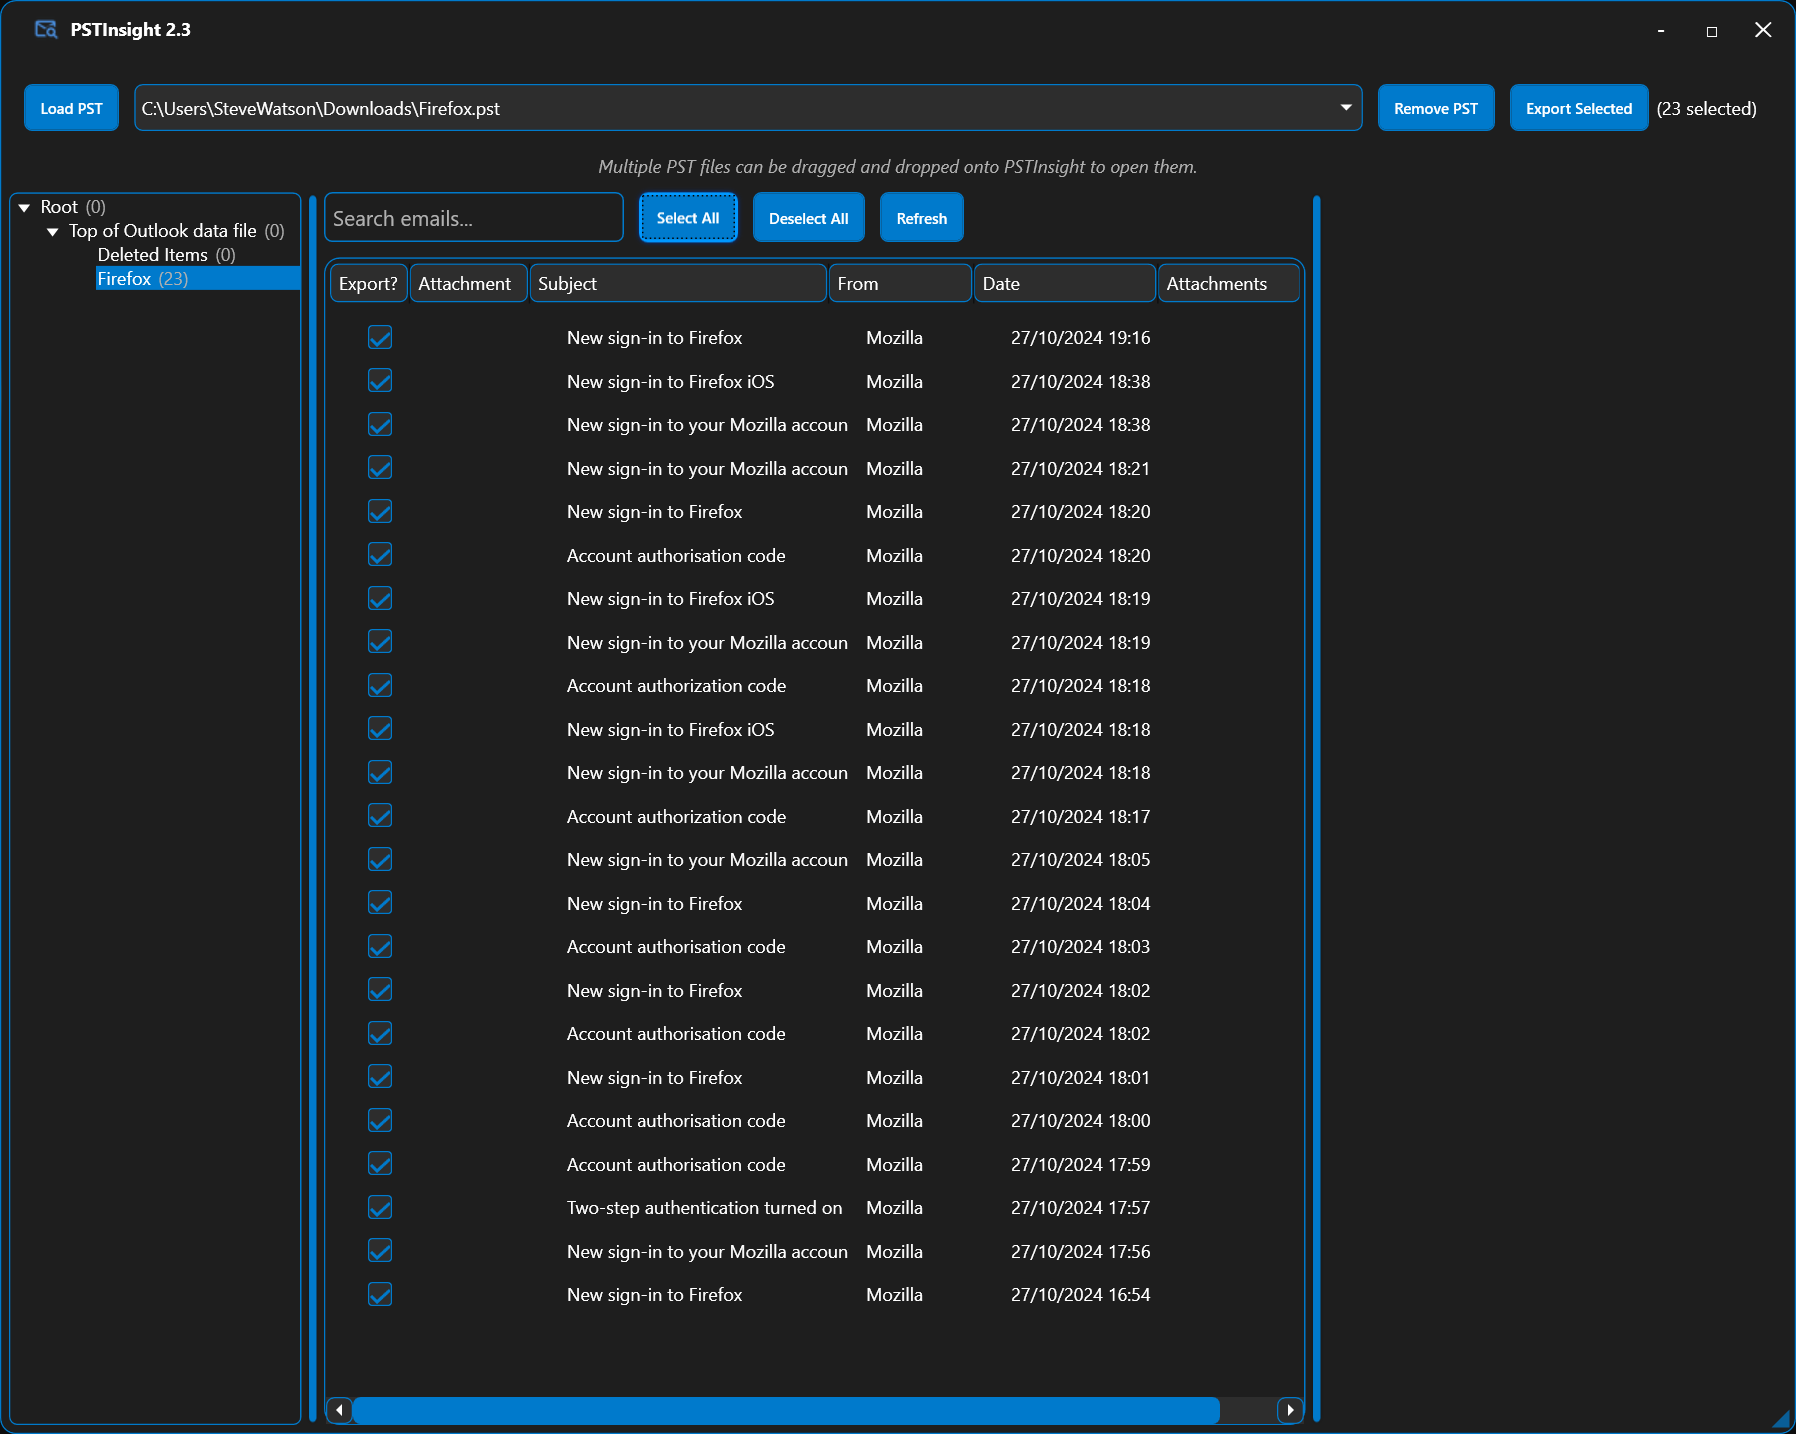 PSTInsight 2.3
Load PST C:\Users\SteveWatson\Downloads\Firefox.pst Remove PST Export Selected (23 selected)
Multiple PST files can be dragged and dropped onto PSTInsight to open them.
Root (0)
Top of Outlook data file (0)
Deleted Items (0)
Firefox (23)
Search emails... Select All Deselect All Refresh
Export? Attachment Subject From Date Attachments
New sign-in to Firefox Mozilla 27/10/2024 19:16
New sign-in to Firefox iOS Mozilla 27/10/2024 18:38
New sign-in to your Mozilla accoun Mozilla 27/10/2024 18:38
New sign-in to your Mozilla accoun Mozilla 27/10/2024 18:21
New sign-in to Firefox Mozilla 27/10/2024 18:20
Account authorisation code Mozilla 27/10/2024 18:20
New sign-in to Firefox iOS Mozilla 27/10/2024 18:19
New sign-in to your Mozilla accoun Mozilla 27/10/2024 18:19
Account authorization code Mozilla 27/10/2024 18:18
New sign-in to Firefox iOS Mozilla 27/10/2024 18:18
New sign-in to your Mozilla accoun Mozilla 27/10/2024 18:18
Account authorization code Mozilla 27/10/2024 18:17
New sign-in to your Mozilla accoun Mozilla 27/10/2024 18:05
New sign-in to Firefox Mozilla 27/10/2024 18:04
Account authorisation code Mozilla 27/10/2024 18:03
New sign-in to Firefox Mozilla 27/10/2024 18:02
Account authorisation code Mozilla 27/10/2024 18:02
New sign-in to Firefox Mozilla 27/10/2024 18:01
Account authorisation code Mozilla 27/10/2024 18:00
Account authorisation code Mozilla 27/10/2024 17:59
Two-step authentication turned on Mozilla 27/10/2024 17:57
New sign-in to your Mozilla accoun Mozilla 27/10/2024 17:56
New sign-in to Firefox Mozilla 27/10/2024 16:54